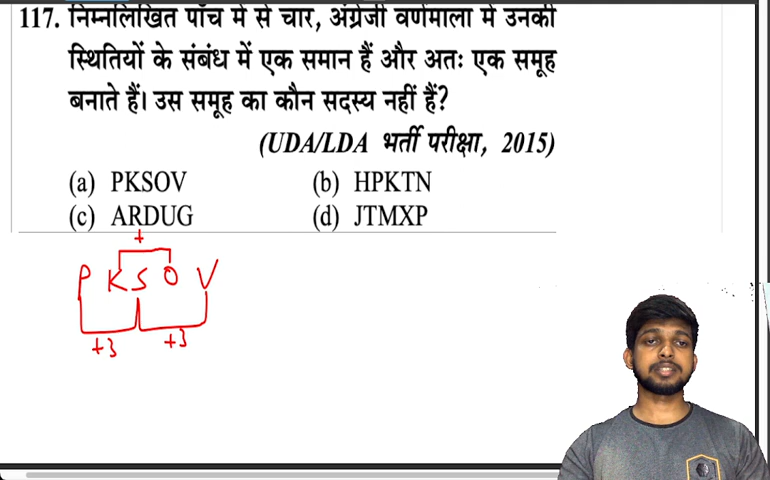 117. निम्नलिखित पाँच में से चार, अंग्रेजी वर्णमाला में उनकी
स्थितियों के संबंध में एक समान हैं और अतः एक समूह
बनाते हैं। उस समूह का कौन सदस्य नहीं हैं?
(UDA/LDA भर्ती परीक्षा, 2015)
(a) PKSOV (b) HPKTN
(c) ARDUG (d) JTMXP
+
P K S O V
+3 +3